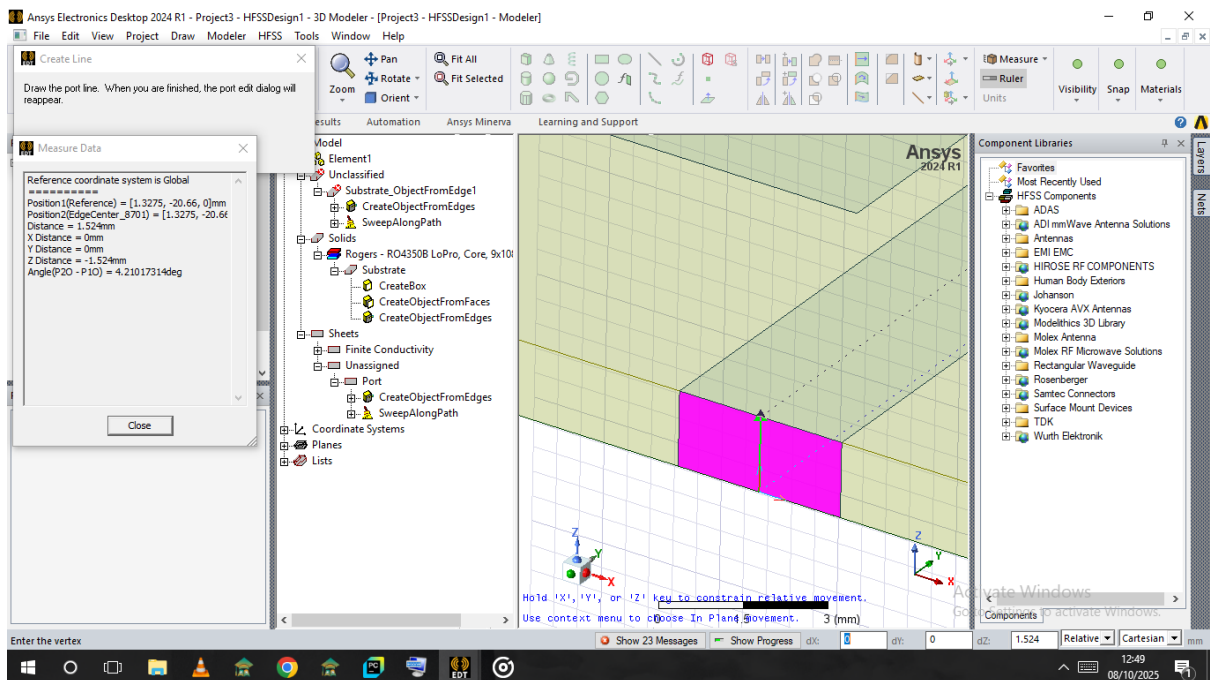 Ansys Electronics Desktop 2024 R1 - Project3 - HFSSDesign1 - 3D Modeler - [Project3 - HFSSDesign1 - Modeler]
File Edit View Project Draw Modeler HFSS Tools Window Help
Create Line
Draw the port line. When you are finished, the port edit dialog will
reappear.
Zoom
Pan
Rotate
Orient
Fit All
Fit Selected
Measure
Ruler
Units
Visibility
Snap
Materials
Automation
Ansys Minerva
Learning and Support
Measure Data
Reference coordinate system is Global
==========
Position1(Reference) = [1.3275, -20.66, 0]mm
Position2(EdgeCenter_8701) = [1.3275, -20.66
Distance = 1.524mm
X Distance = 0mm
Y Distance = 0mm
Z Distance = -1.524mm
Angle(P2O - P1O) = 4.21017314deg
Close
Model
Element1
Unclassified
Substrate_ObjectFromEdge1
CreateObjectFromEdges
SweepAlongPath
Solids
Rogers - RO4350B LoPro, Core, 9x10
Substrate
CreateBox
CreateObjectFromFaces
CreateObjectFromEdges
Sheets
Finite Conductivity
Unassigned
Port
CreateObjectFromEdges
SweepAlongPath
Coordinate Systems
Planes
Lists
Ansys
2024 R1
Z
Y
X
Z
Y
X
Hold 'X','Y', or 'Z' key to constrain relative movement.
Use context menu to choose In Plane movement.
3 (mm)
Component Libraries
Favorites
Most Recently Used
HFSS Components
ADAS
ADI mmWave Antenna Solutions
Antennas
EMI EMC
HIROSE RF COMPONENTS
Human Body Exteriors
Johanson
Kyocera AVX Antennas
Modelithics 3D Library
Molex Antenna
Molex RF Microwave Solutions
Rectangular Waveguide
Rosenberger
Samtec Connectors
Surface Mount Devices
TDK
Wurth Elektronik
Layers
Nets
Activate Windows
Go to Settings to activate Windows.
Components
Enter the vertex
Show 23 Messages
Show Progress
dX: 0
dY: 0
dZ: 1.524
Relative
Cartesian
mm
EDT
12:49
08/10/2025